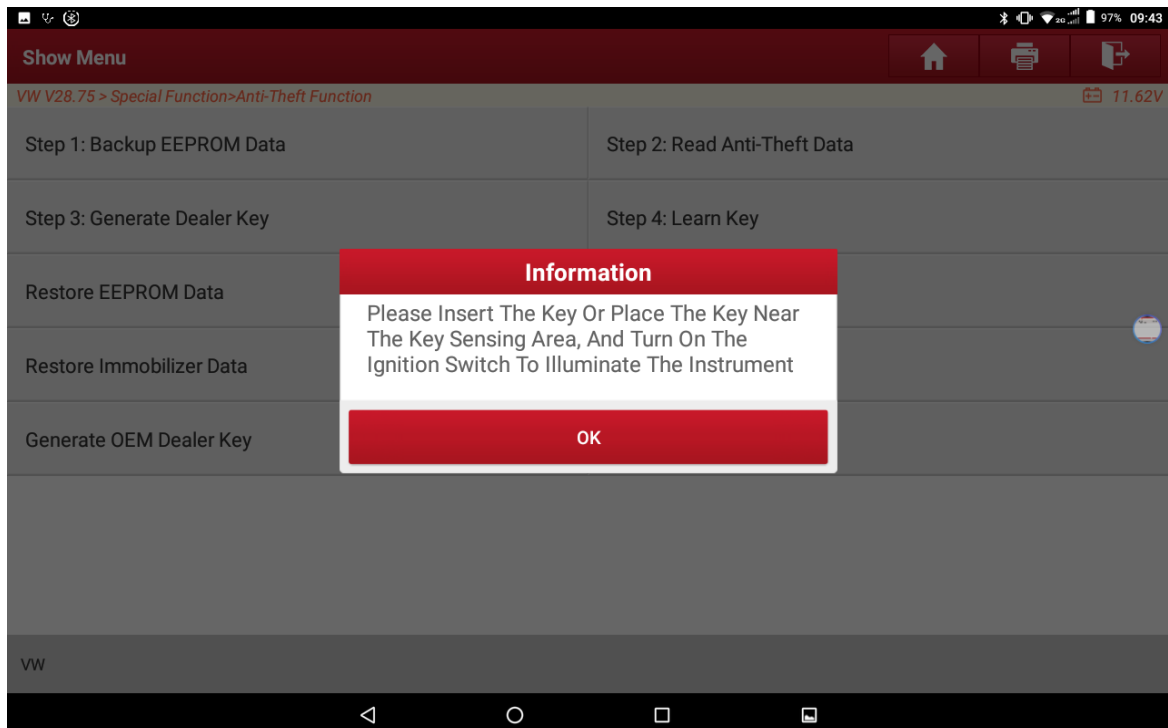 2G
97% 09:43
Show Menu
VW V28.75 > Special Function>Anti-Theft Function
11.62V
Step 1: Backup EEPROM Data
Step 2: Read Anti-Theft Data
Step 3: Generate Dealer Key
Step 4: Learn Key
Restore EEPROM Data
Restore Immobilizer Data
Generate OEM Dealer Key
Information
Please Insert The Key Or Place The Key Near
The Key Sensing Area, And Turn On The
Ignition Switch To Illuminate The Instrument
OK
VW